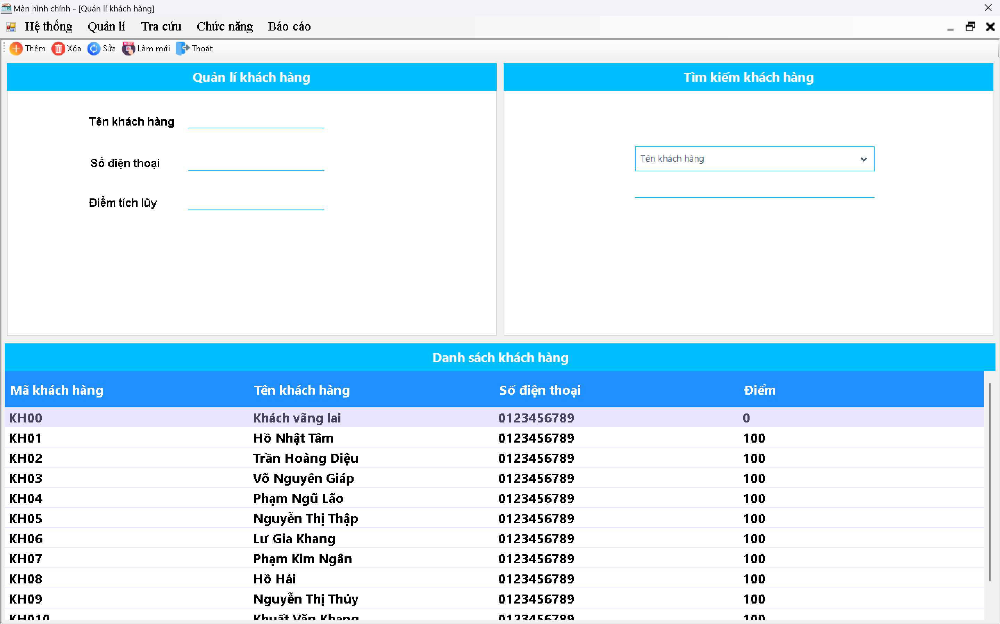 Màn hình chính - [Quản lí khách hàng]
Hệ thống Quản lí Tra cứu Chức năng Báo cáo
Thêm Xóa Sửa RESET Làm mới Thoát
Quản lí khách hàng
Tên khách hàng
Số điện thoại
Điểm tích lũy
Tìm kiếm khách hàng
Tên khách hàng
Danh sách khách hàng
Mã khách hàng Tên khách hàng Số điện thoại Điểm
KH00 Khách vãng lai 0123456789 0
KH01 Hồ Nhật Tâm 0123456789 100
KH02 Trần Hoàng Diệu 0123456789 100
KH03 Võ Nguyên Giáp 0123456789 100
KH04 Phạm Ngũ Lão 0123456789 100
KH05 Nguyễn Thị Thập 0123456789 100
KH06 Lư Gia Khang 0123456789 100
KH07 Phạm Kim Ngân 0123456789 100
KH08 Hồ Hải 0123456789 100
KH09 Nguyễn Thị Thủy 0123456789 100
KH010 Khuất Văn Khang 0123456789 100